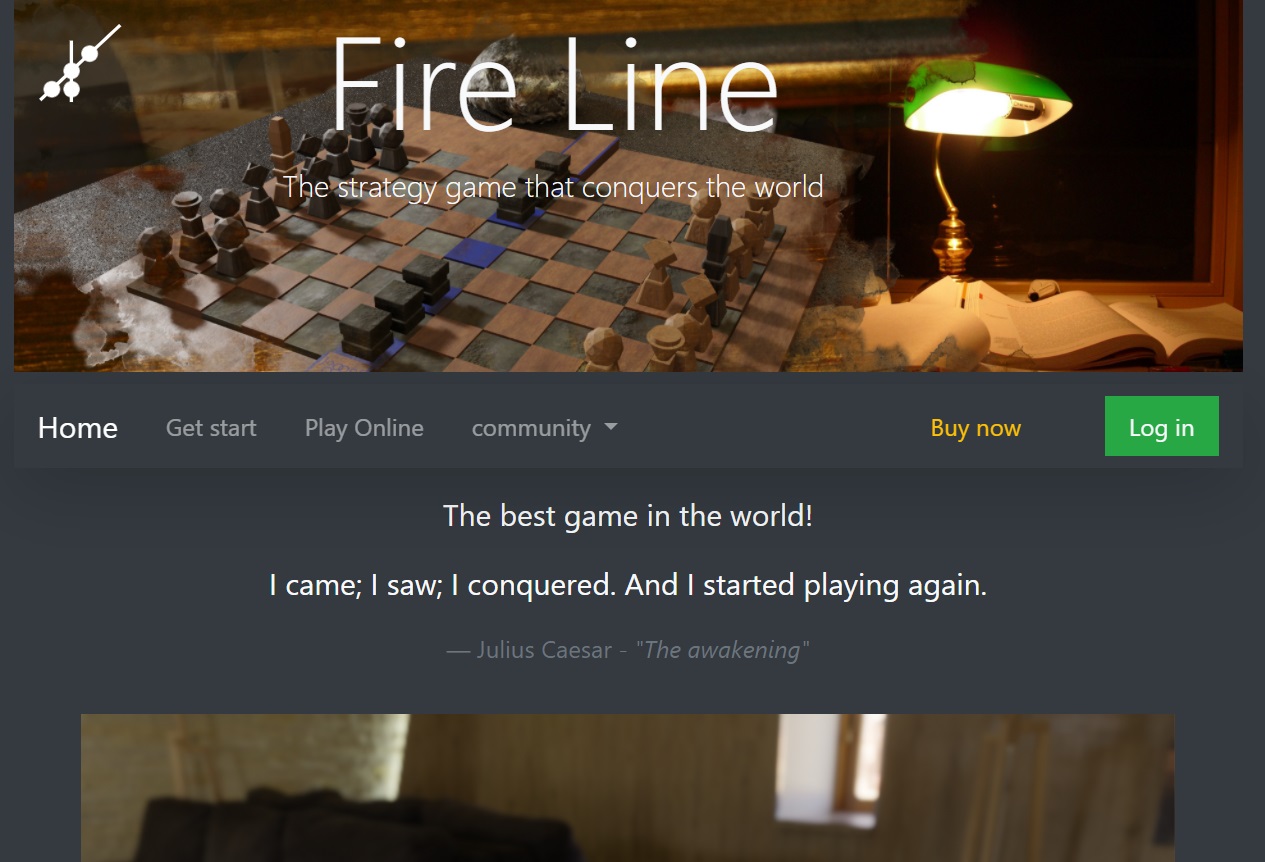 Fire Line
The strategy game that conquers the world
Home Get start Play Online community Buy now Log in
The best game in the world!
I came; I saw; I conquered. And I started playing again.
— Julius Caesar - "The awakening"